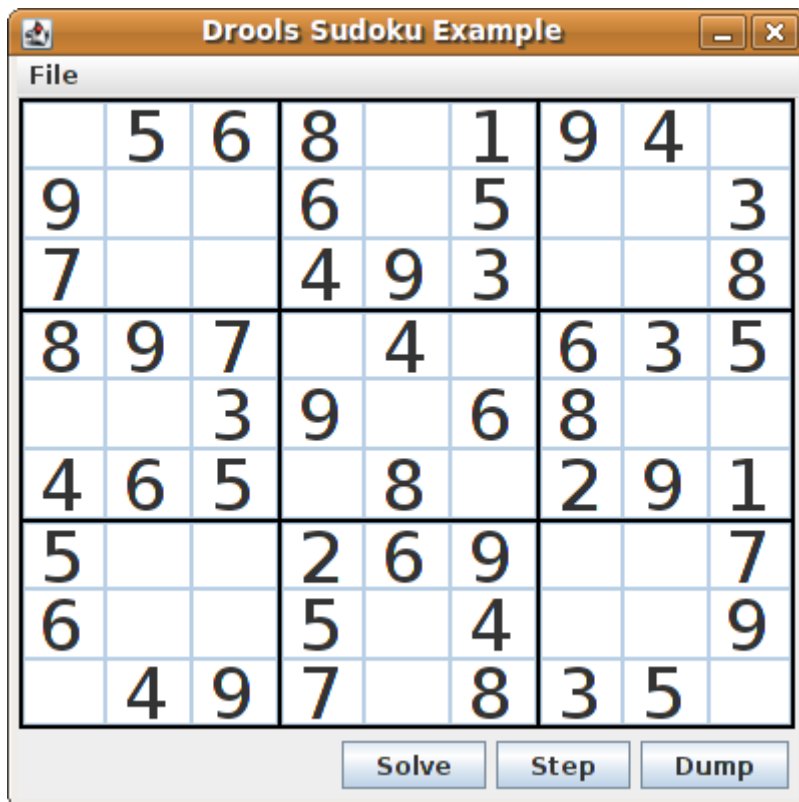 Drools Sudoku Example
File
5 6 8 1 9 4
9 6 5 3
7 4 9 3 8
8 9 7 4 6 3 5
3 9 6 8
4 6 5 8 2 9 1
5 2 6 9 7
6 5 4 9
4 9 7 8 3 5
Solve Step Dump